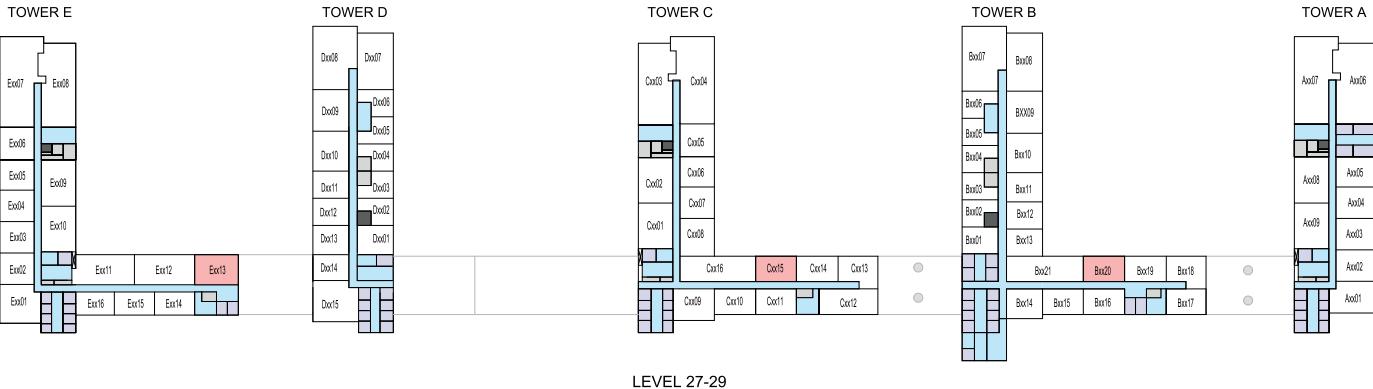 TOWER E
TOWER D
TOWER C
TOWER B
TOWER A
Exx07
Exx08
Exx06
Exx05
Exx09
Exx04
Exx10
Exx03
Exx02
Exx01
Exx11
Exx12
Exx13
Exx16
Exx15
Exx14
Dxx08
Dxx07
Dxx06
Dxx09
Dxx05
Dxx10
Dxx04
Dxx11
Dxx03
Dxx12
Dxx02
Dxx13
Dxx01
Dxx14
Dxx15
Cxx03
Cxx04
Cxx05
Cxx06
Cxx02
Cxx07
Cxx01
Cxx08
Cxx16
Cxx15
Cxx14
Cxx13
Cxx09
Cxx10
Cxx11
Cxx12
Bxx07
Bxx08
Bxx06
BXX09
Bxx05
Bxx04
Bxx10
Bxx03
Bxx11
Bxx02
Bxx12
Bxx01
Bxx13
Bxx21
Bxx20
Bxx19
Bxx18
Bxx14
Bxx15
Bxx16
Bxx17
Axx07
Axx06
Axx08
Axx05
Axx04
Axx09
Axx03
Axx02
Axx01
LEVEL 27-29